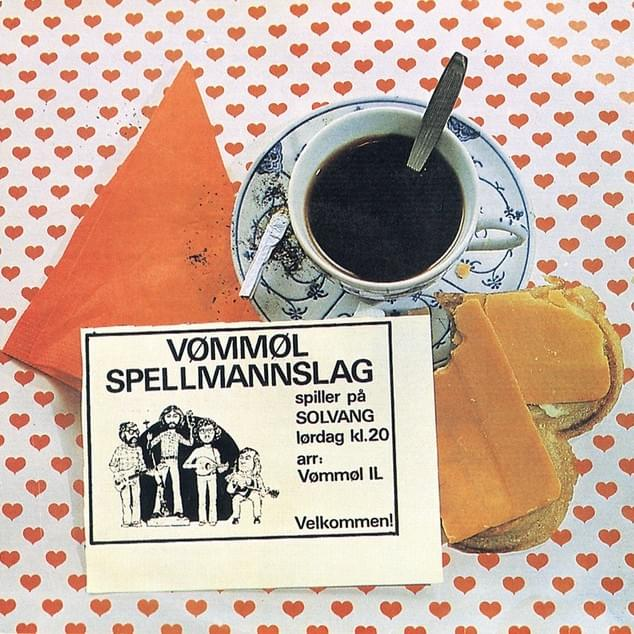 VØMMØL
SPELLMANNSLAG
spiller på
SOLVANG
lørdag kl.20
arr:
Vømmøl IL
Velkommen!